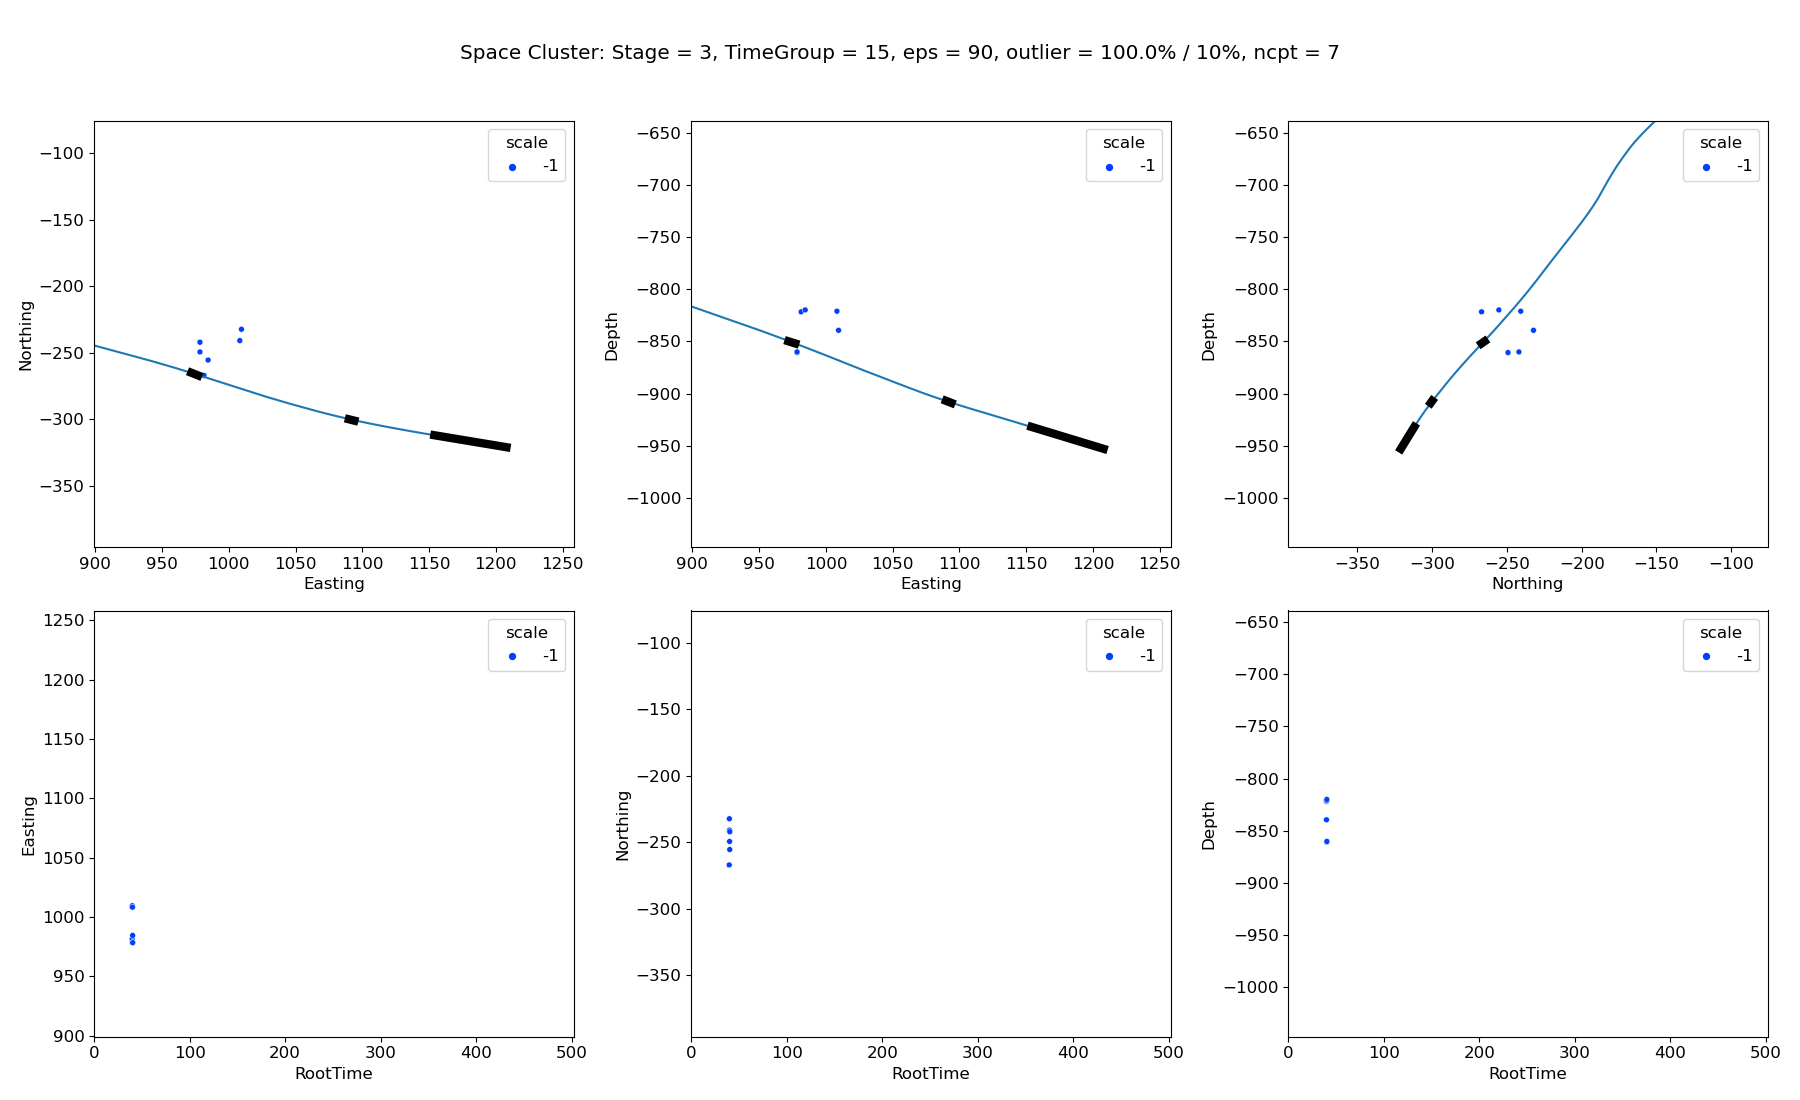 Space Cluster: Stage = 3, TimeGroup = 15, eps = 90, outlier = 100.0% / 10%, ncpt = 7
−100
−150
−200
−250
−300
−350
Northing
900 950 1000 1050 1100 1150 1200 1250
Easting
scale
-1
−650
−700
−750
−800
−850
−900
−950
−1000
Depth
900 950 1000 1050 1100 1150 1200 1250
Easting
scale
-1
−650
−700
−750
−800
−850
−900
−950
−1000
Depth
−350 −300 −250 −200 −150 −100
Northing
scale
-1
1250
1200
1150
1100
1050
1000
950
900
Easting
0 100 200 300 400 500
RootTime
scale
-1
−100
−150
−200
−250
−300
−350
Northing
0 100 200 300 400 500
RootTime
scale
-1
−650
−700
−750
−800
−850
−900
−950
−1000
Depth
0 100 200 300 400 500
RootTime
scale
-1